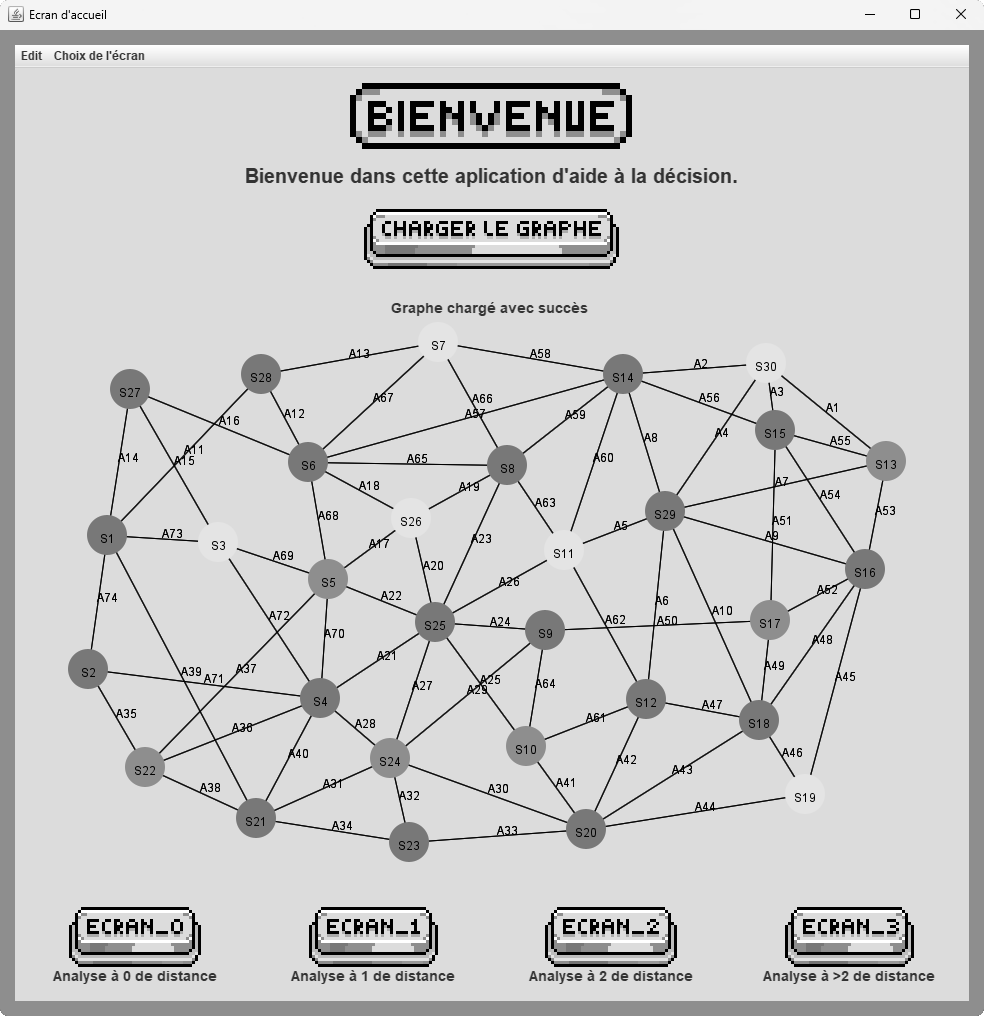 Ecran d'accueil
Edit Choix de l'écran
BIENVENUE
Bienvenue dans cette aplication d'aide à la décision.
CHARGER LE GRAPHE
Graphe chargé avec succès
S7
A13 A58
S30
A2
S28 S14
A3
S27
A12 A67 A66 A57 A59 A56 A1
A16
S15
A4 A8 A55
A11
A14 A15 S6 A65 S8 A60 S13
A18 A19 A7
A54
A63
A68 S26 S29 A51 A53
A73 A5
S1 S3 A17 A23 A9
A69 S11
A20 S16
S5 A26
A74 A22 A52
A6
A72 A62 A50 A10
S25 A24 S9 S17
A70
A48
A21
S2 A39 A37 A49 A45
A71 A27 A25 A64
A29
S4 S12 A47
A35 A61
A36 A28 S18
S10
A40 A46
S22 S24 A42
A43
A38 A31 A32 A30 A41
S19
A44
S21 A34 A33 S20
S23
ECRAN_0 ECRAN_1 ECRAN_2 ECRAN_3
Analyse à 0 de distance Analyse à 1 de distance Analyse à 2 de distance Analyse à >2 de distance